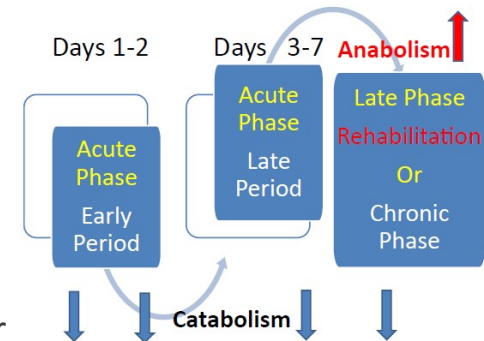 Days 1-2
Days 3-7
Anabolism
Acute
Phase
Early
Period
Acute
Phase
Late
Period
Late Phase
Rehabilitation
Or
Chronic
Phase
Catabolism
r